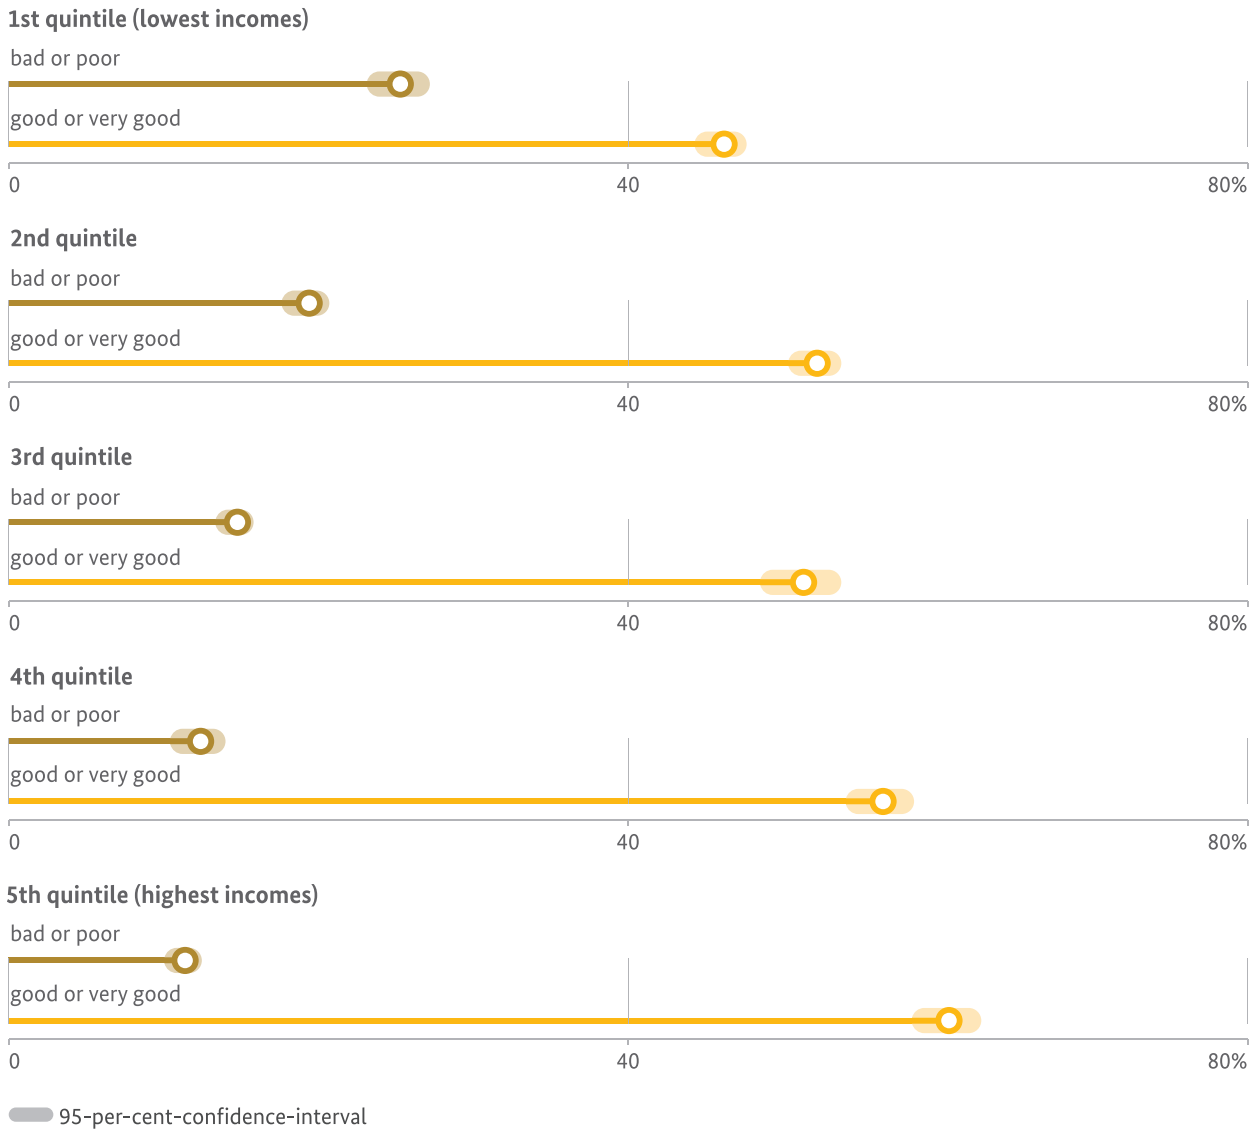 1st quintile (lowest incomes)
bad or poor
good or very good
0 40 80%
2nd quintile
bad or poor
good or very good
0 40 80%
3rd quintile
bad or poor
good or very good
0 40 80%
4th quintile
bad or poor
good or very good
0 40 80%
5th quintile (highest incomes)
bad or poor
good or very good
0 40 80%
95-per-cent-confidence-interval